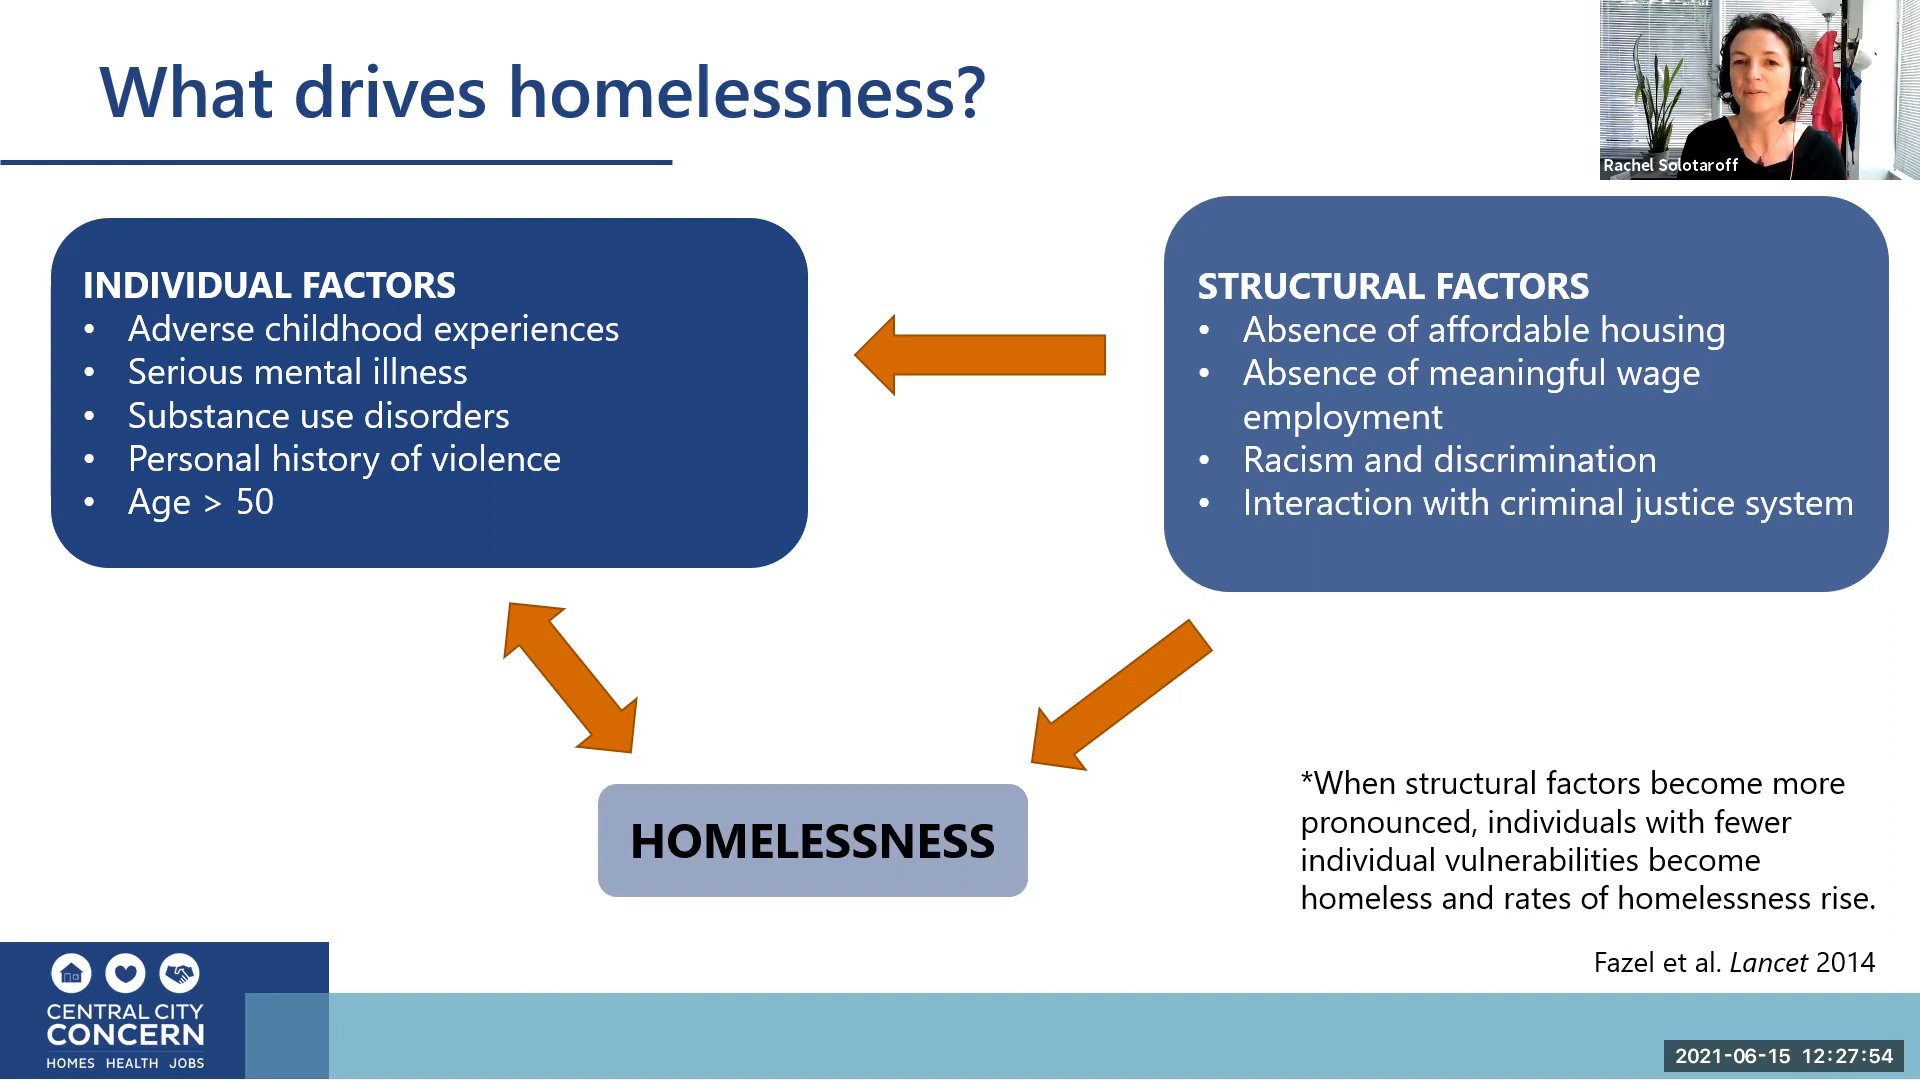 What drives homelessness?
Rachel Solotaroff
INDIVIDUAL FACTORS
• Adverse childhood experiences
• Serious mental illness
• Substance use disorders
• Personal history of violence
• Age > 50
STRUCTURAL FACTORS
• Absence of affordable housing
• Absence of meaningful wage
employment
• Racism and discrimination
• Interaction with criminal justice system
HOMELESSNESS
*When structural factors become more
pronounced, individuals with fewer
individual vulnerabilities become
homeless and rates of homelessness rise.
Fazel et al. Lancet 2014
CENTRAL CITY
CONCERN
HOMES HEALTH JOBS
2021-06-15 12:27:54